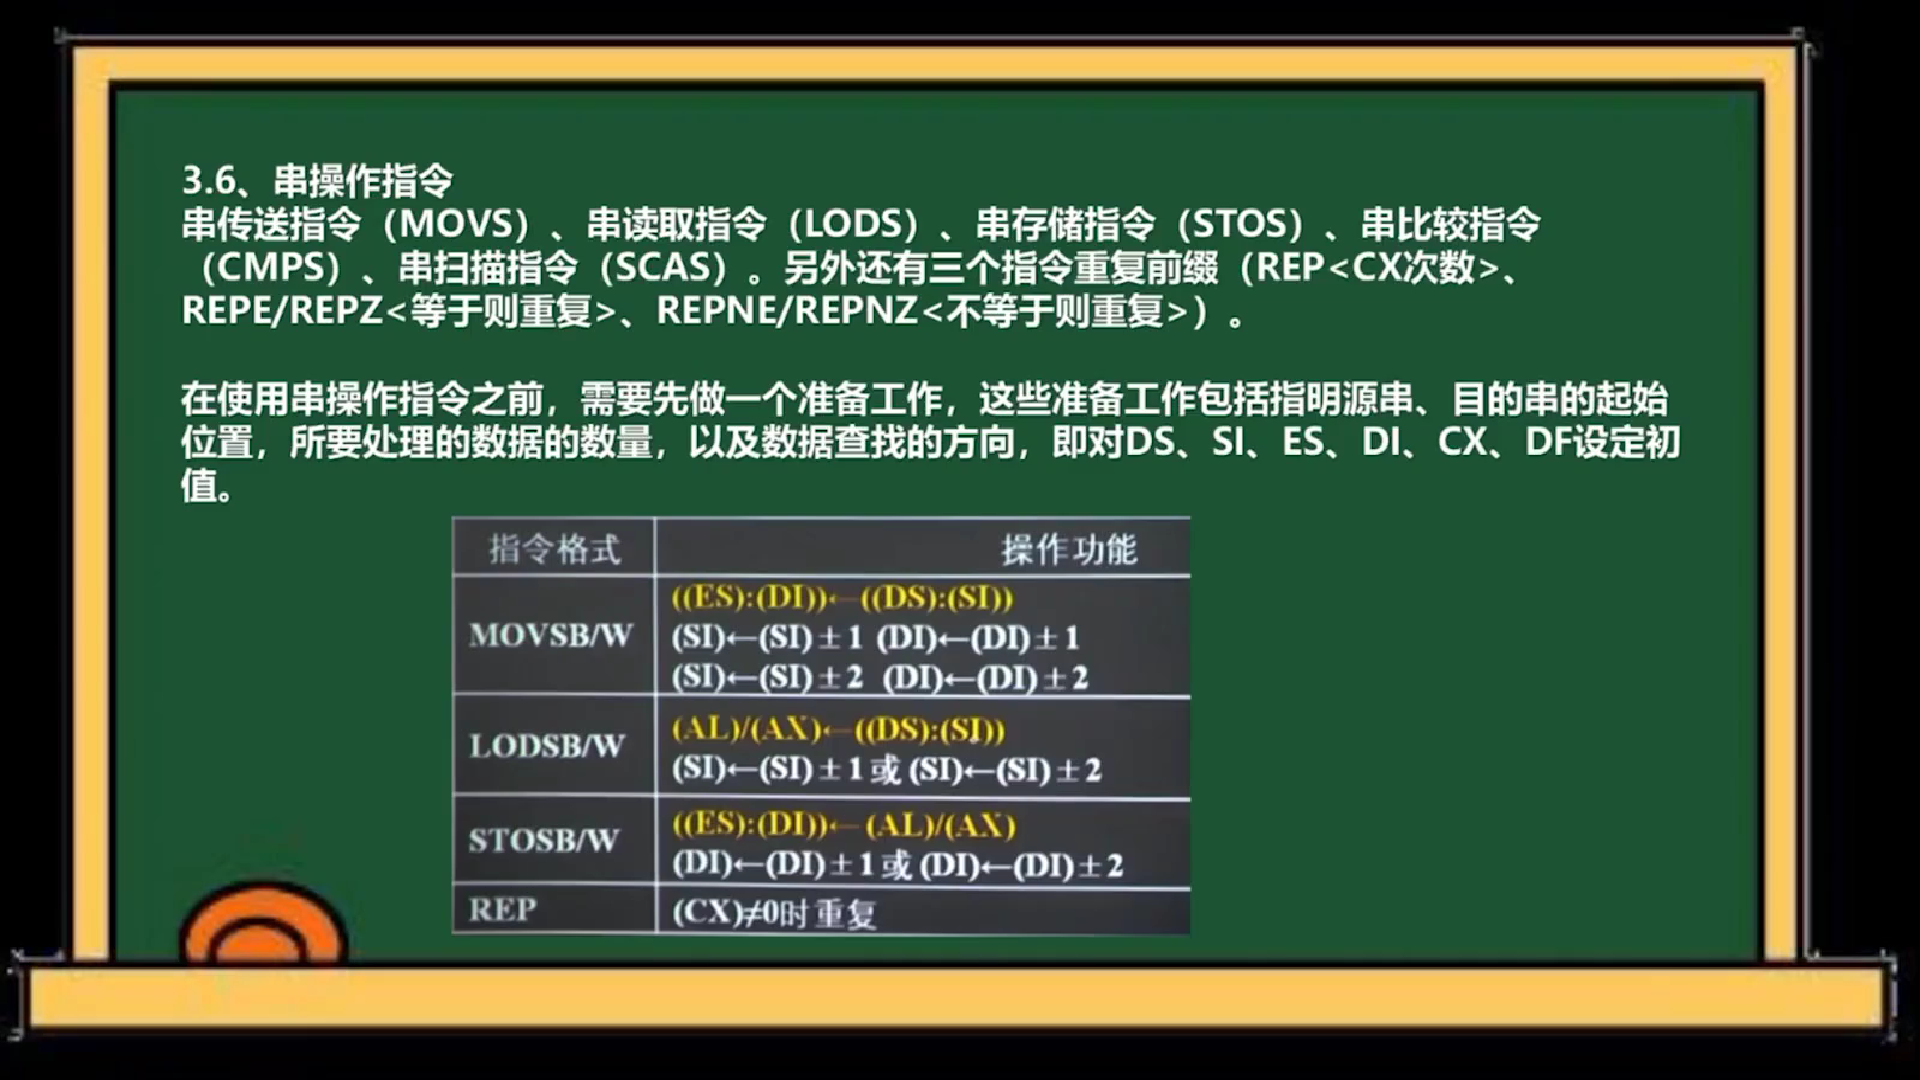 3.6、串操作指令
串传送指令（MOVS）、串读取指令（LODS）、串存储指令（STOS）、串比较指令
（CMPS）、串扫描指令（SCAS）。另外还有三个指令重复前缀（REP<CX次数>、
REPE/REPZ<等于则重复>、REPNE/REPNZ<不等于则重复>）。
在使用串操作指令之前，需要先做一个准备工作，这些准备工作包括指明源串、目的串的起始
位置，所要处理的数据的数量，以及数据查找的方向，即对DS、SI、ES、DI、CX、DF设定初
值。
指令格式 操作功能
MOVSB/W
((ES):(DI))←((DS):(SI))
(SI)←(SI)±1 (DI)←(DI)±1
(SI)←(SI)±2 (DI)←(DI)±2
LODSB/W
(AL)/(AX)←((DS):(SI))
(SI)←(SI)±1或(SI)←(SI)±2
STOSB/W
((ES):(DI))←(AL)/(AX)
(DI)←(DI)±1或(DI)←(DI)±2
REP (CX)≠0时重复